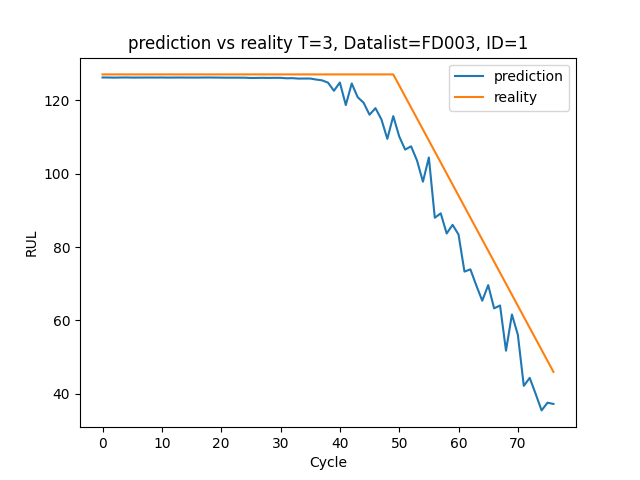 prediction vs reality T=3, Datalist=FD003, ID=1
prediction
reality
RUL
120
100
80
60
40
0 10 20 30 40 50 60 70
Cycle